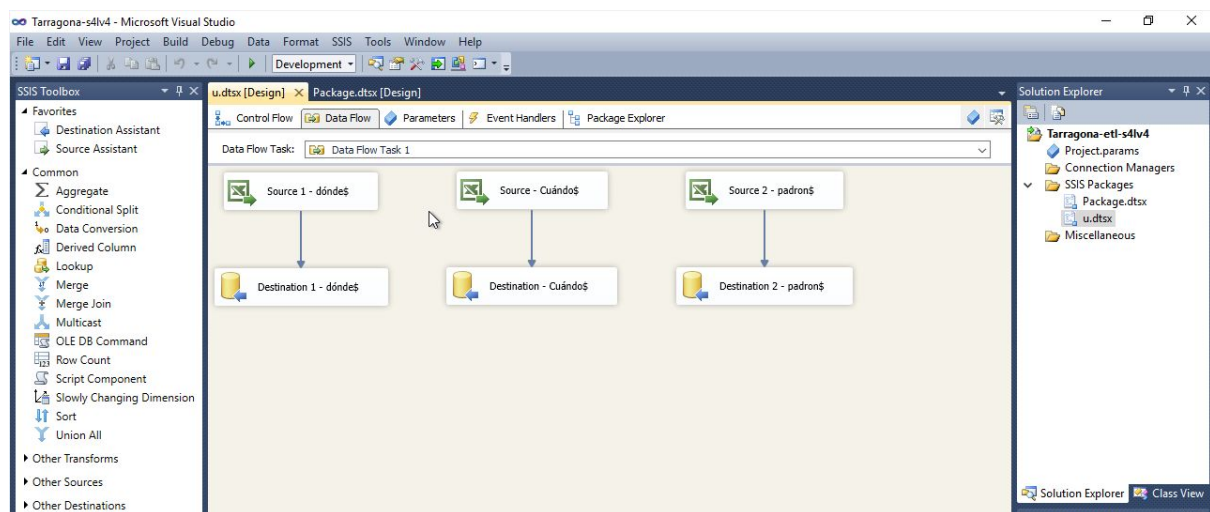 Tarragona-s4lv4 - Microsoft Visual Studio
File Edit View Project Build Debug Data Format SSIS Tools Window Help
Development
SSIS Toolbox
Favorites
Destination Assistant
Source Assistant
Common
Aggregate
Conditional Split
Data Conversion
Derived Column
Lookup
Merge
Merge Join
Multicast
OLE DB Command
Row Count
Script Component
Slowly Changing Dimension
Sort
Union All
Other Transforms
Other Sources
Other Destinations
u.dtsx [Design] Package.dtsx [Design]
Control Flow Data Flow Parameters Event Handlers Package Explorer
Data Flow Task: Data Flow Task 1
Source 1 - dónde$ Source - Cuándo$ Source 2 - padron$
Destination 1 - dónde$ Destination - Cuándo$ Destination 2 - padron$
Solution Explorer
Tarragona-etl-s4lv4
Project.params
Connection Managers
SSIS Packages
Package.dtsx
u.dtsx
Miscellaneous
Solution Explorer Class View